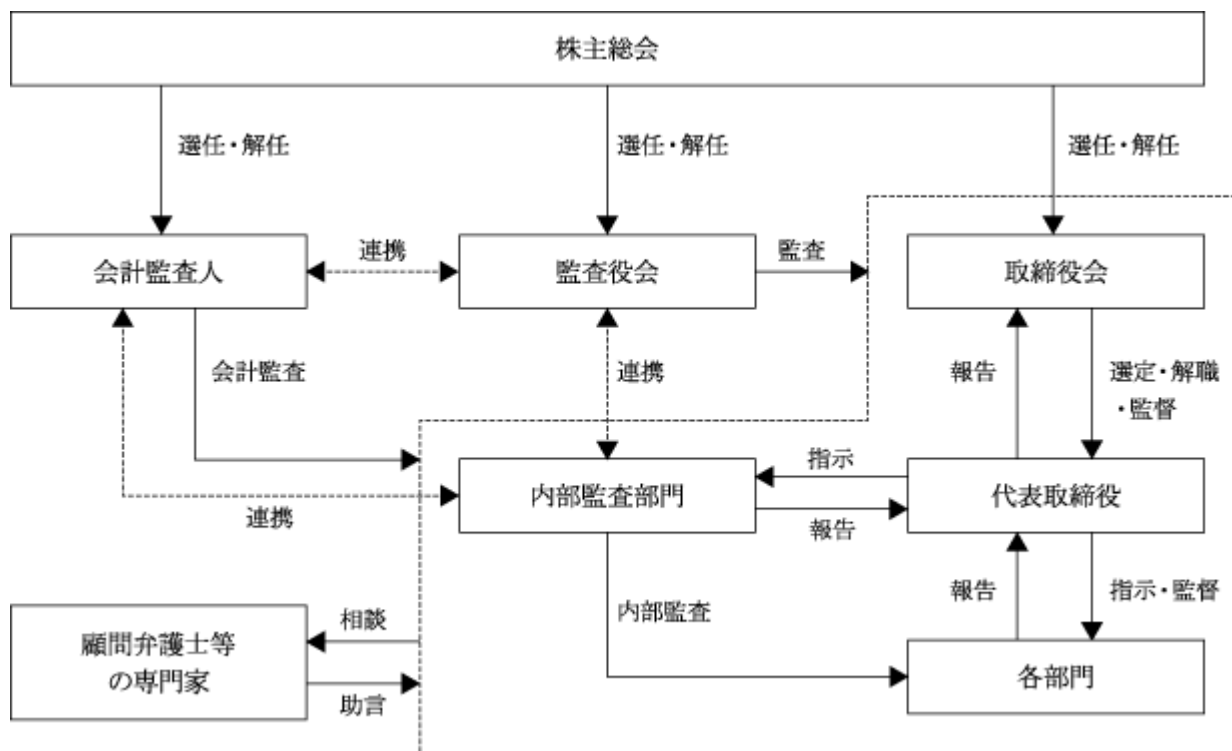 株主総会
選任・解任
選任・解任
選任・解任
会計監査人
連携
監査役会
監査
取締役会
会計監査
連携
報告
選定・解職
・監督
連携
内部監査部門
指示
報告
代表取締役
顧問弁護士等
の専門家
相談
助言
内部監査
報告
指示・監督
各部門